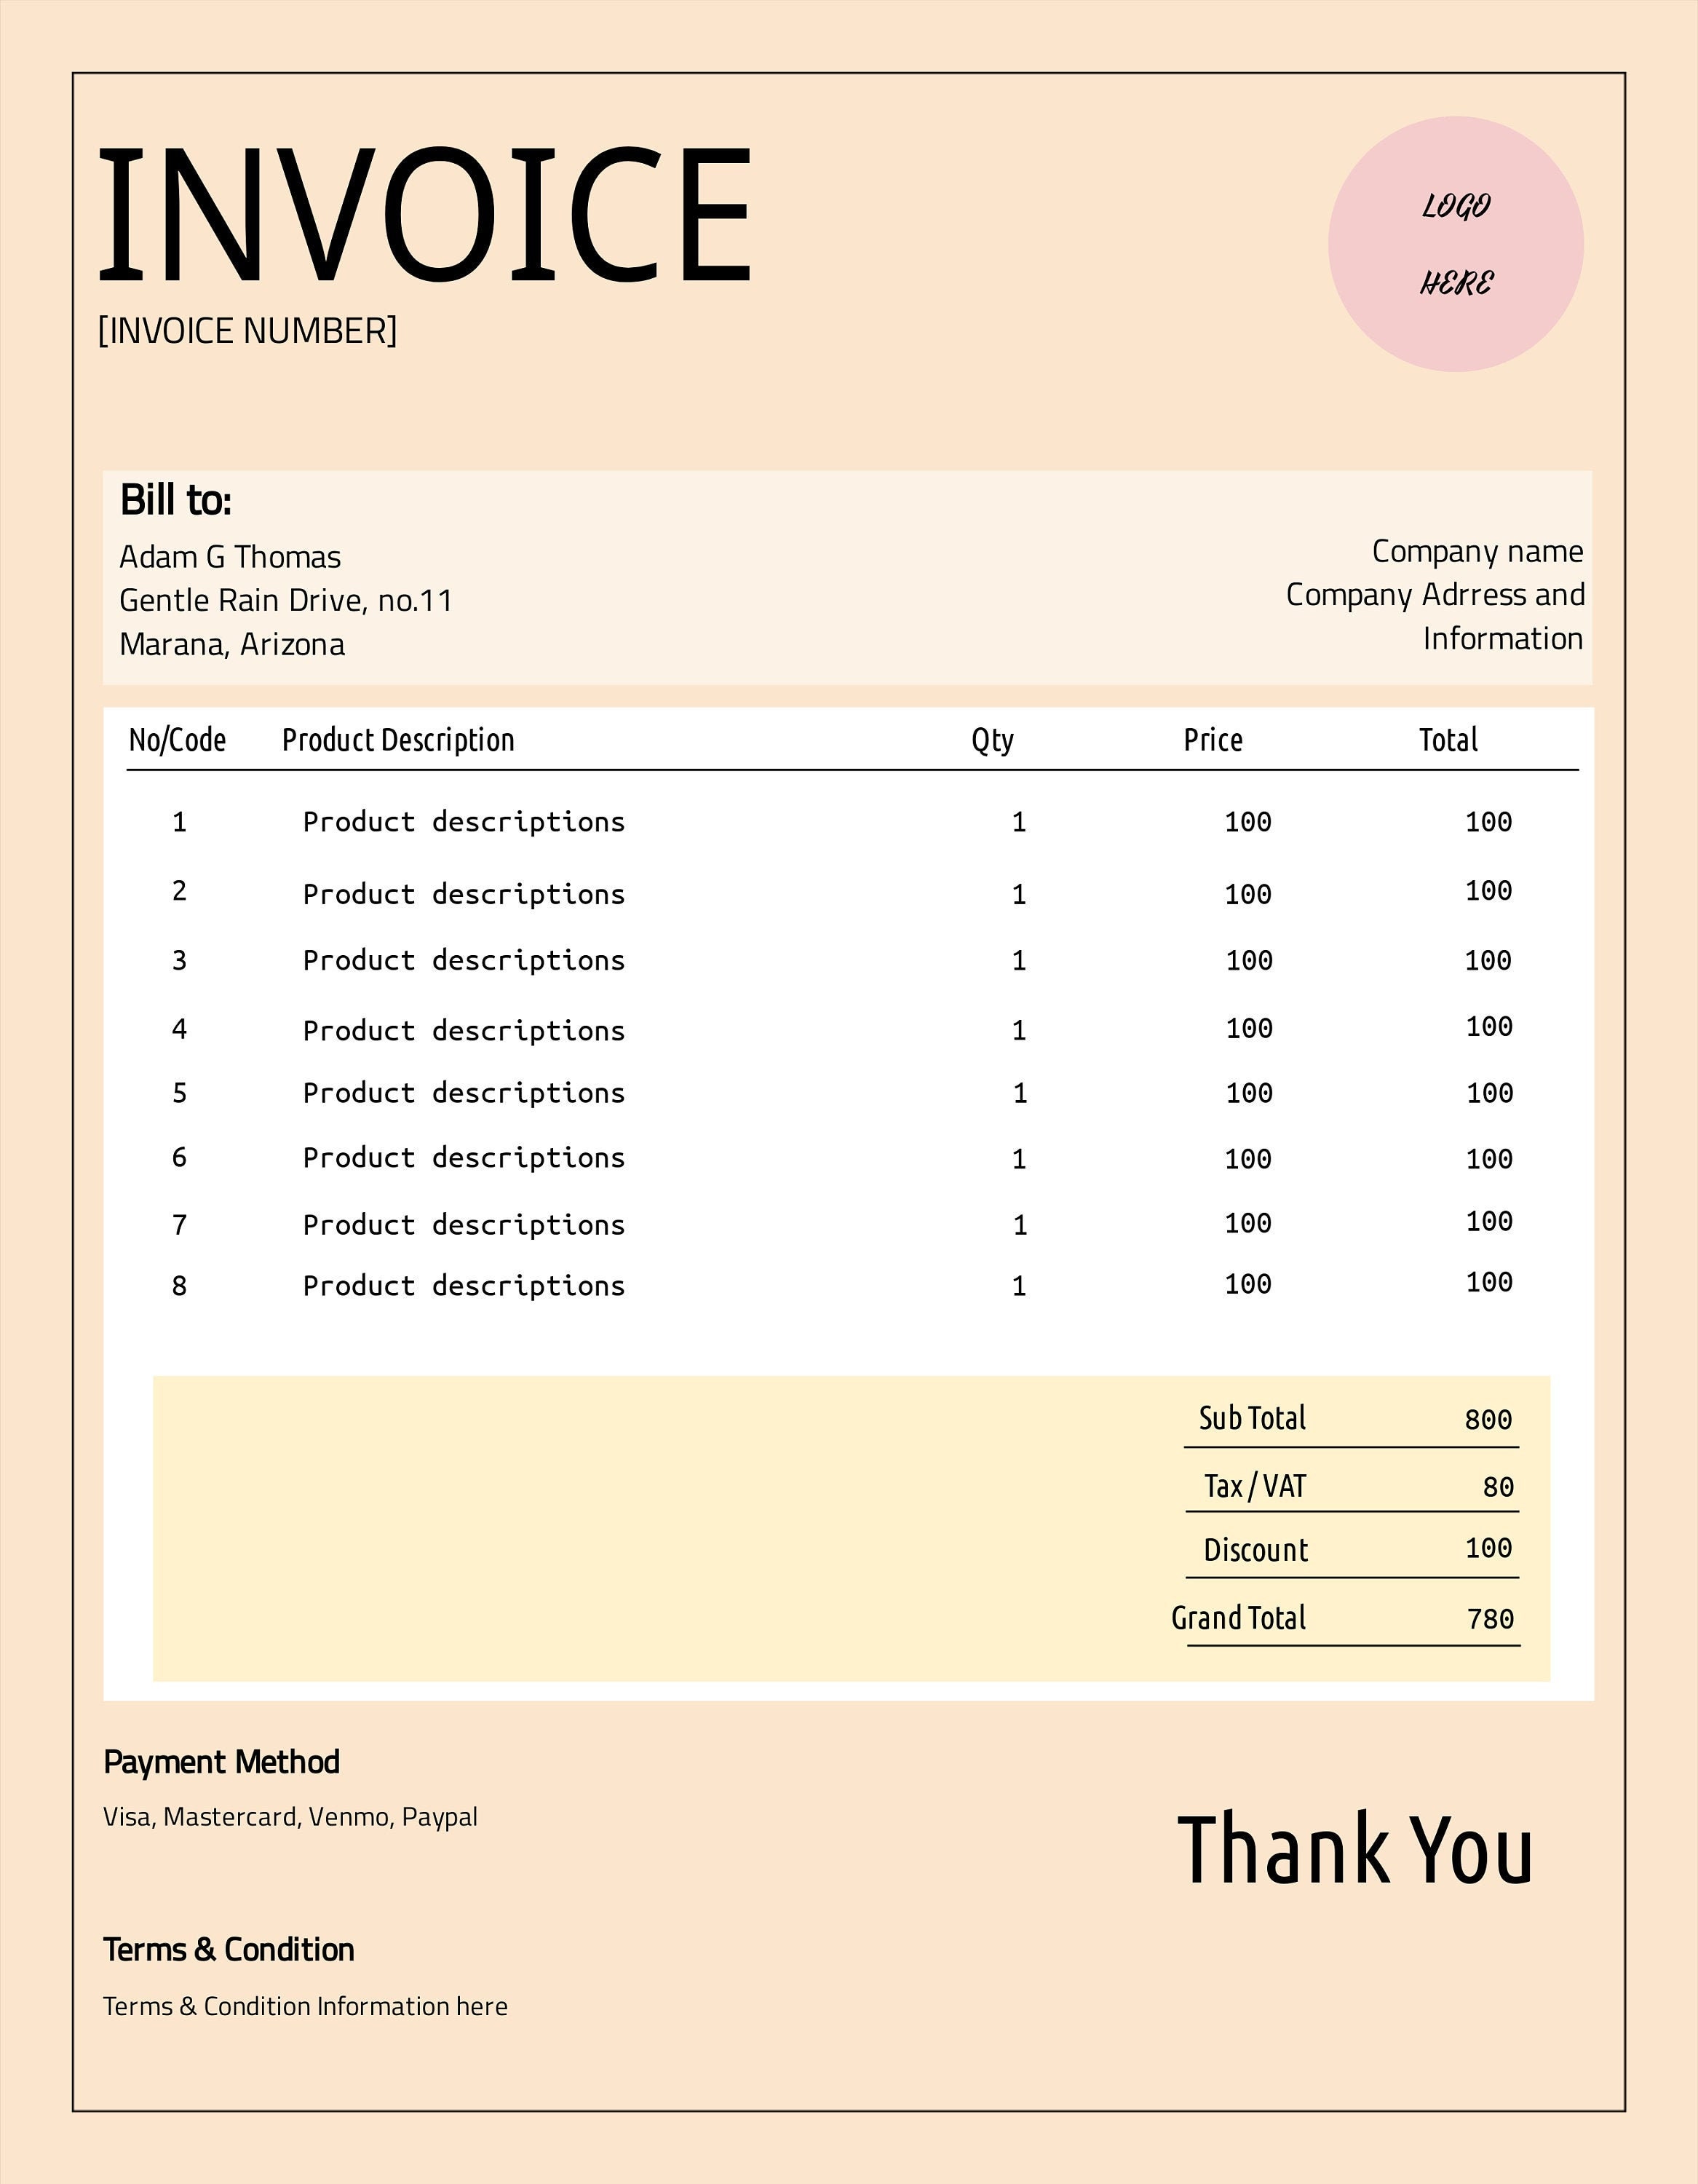 INVOICE
[INVOICE NUMBER]
LOGO
HERE
Bill to:
Adam G Thomas
Gentle Rain Drive, no.11
Marana, Arizona
Company name
Company Adrress and
Information
No/Code Product Description Qty Price Total
1 Product descriptions 1 100 100
2 Product descriptions 1 100 100
3 Product descriptions 1 100 100
4 Product descriptions 1 100 100
5 Product descriptions 1 100 100
6 Product descriptions 1 100 100
7 Product descriptions 1 100 100
8 Product descriptions 1 100 100
Sub Total 800
Tax / VAT 80
Discount 100
Grand Total 780
Payment Method
Visa, Mastercard, Venmo, Paypal
Thank You
Terms & Condition
Terms & Condition Information here